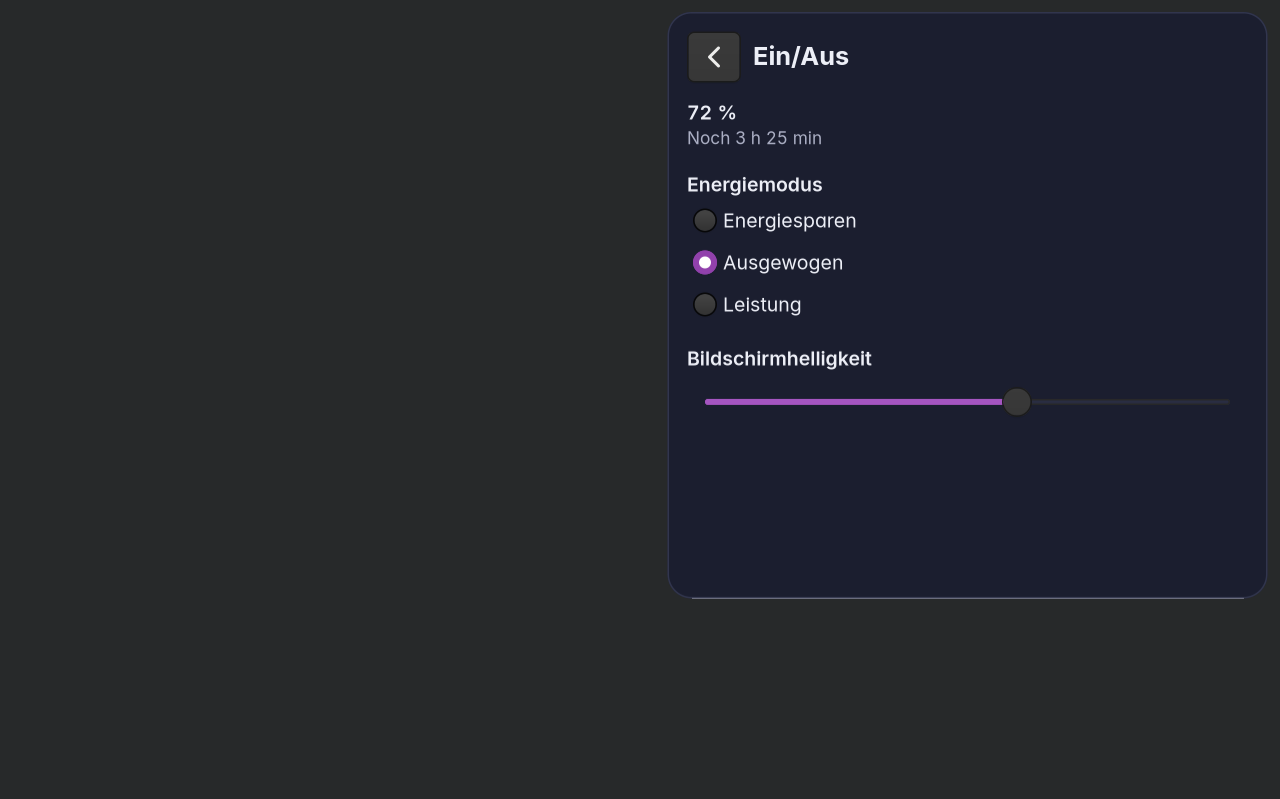 Ein/Aus
72 %
Noch 3 h 25 min
Energiemodus
Energiesparen
Ausgewogen
Leistung
Bildschirmhelligkeit